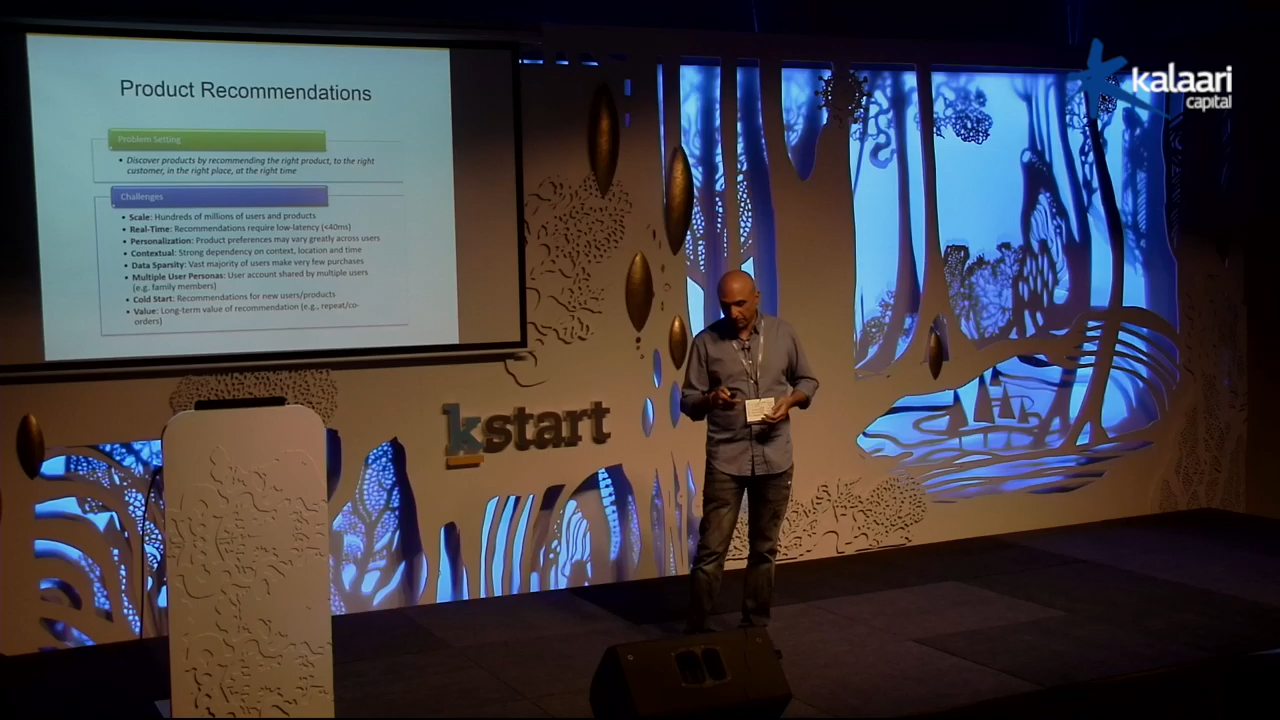 Product Recommendations
Problem Setting
• Discover products by recommending the right product, to the right
customer, in the right place, at the right time
Challenges
• Scale: Hundreds of millions of users and products
• Real-Time: Recommendations require low-latency (<40ms)
• Personalization: Product preferences may vary greatly across users
• Contextual: Strong dependency on context, location and time
• Data Sparsity: Vast majority of users make very few purchases
• Multiple User Personas: User account shared by multiple users
(e.g. family members)
• Cold Start: Recommendations for new users/products
• Value: Long-term value of recommendation (e.g., repeat/co-
orders)
kalaari
capital
kstart